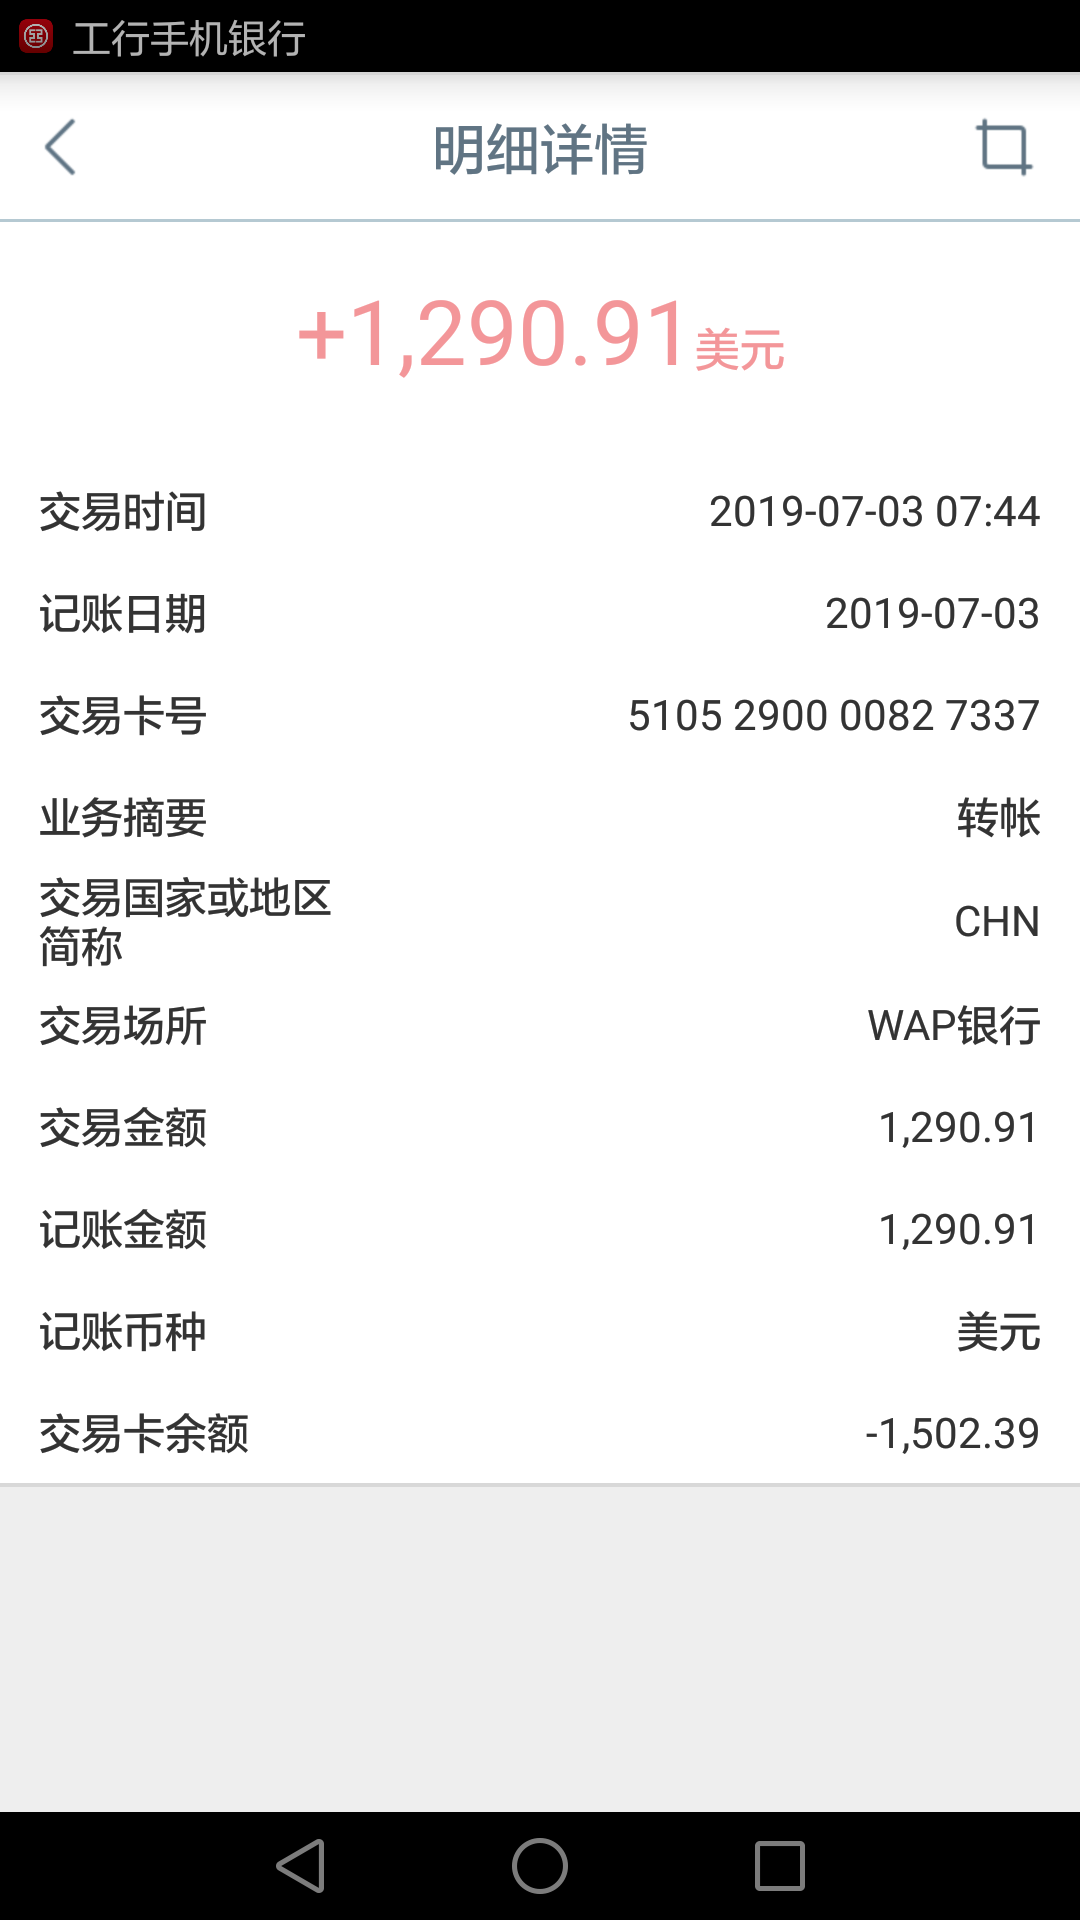 工行手机银行
明细详情
+1,290.91美元
交易时间 2019-07-03 07:44
记账日期 2019-07-03
交易卡号 5105 2900 0082 7337
业务摘要 转帐
交易国家或地区
简称 CHN
交易场所 WAP银行
交易金额 1,290.91
记账金额 1,290.91
记账币种 美元
交易卡余额 -1,502.39